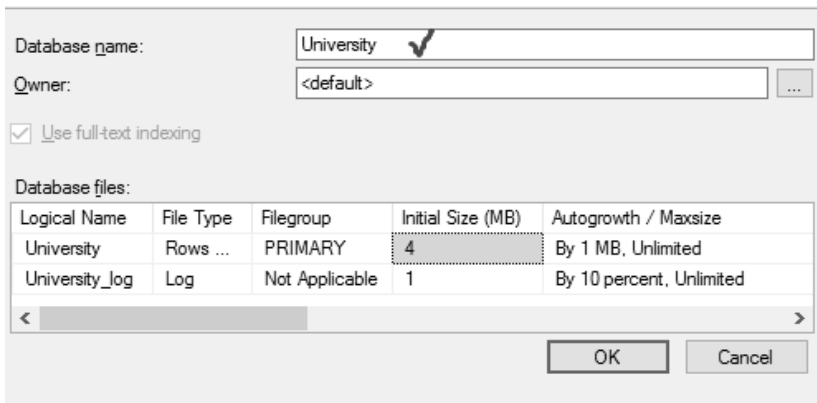 Database name: University
Owner: <default> ...
Use full-text indexing
Database files:
Logical Name File Type Filegroup Initial Size (MB) Autogrowth / Maxsize
University Rows ... PRIMARY 4 By 1 MB, Unlimited
University_log Log Not Applicable 1 By 10 percent, Unlimited
OK Cancel